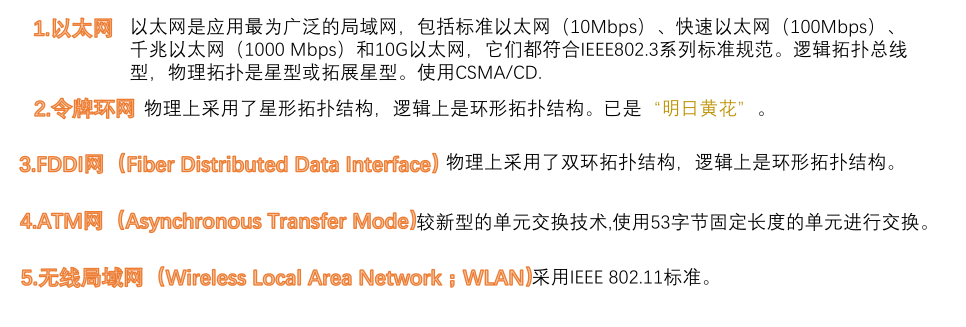 1.以太网 以太网是应用最为广泛的局域网，包括标准以太网（10Mbps）、快速以太网（100Mbps）、
千兆以太网（1000 Mbps）和10G以太网，它们都符合IEEE802.3系列标准规范。逻辑拓扑总线
型，物理拓扑是星型或拓展星型。使用CSMA/CD.
2.令牌环网 物理上采用了星形拓扑结构，逻辑上是环形拓扑结构。已是“明日黄花”。
3.FDDI网（Fiber Distributed Data Interface）物理上采用了双环拓扑结构，逻辑上是环形拓扑结构。
4.ATM网（Asynchronous Transfer Mode)较新型的单元交换技术,使用53字节固定长度的单元进行交换。
5.无线局域网（Wireless Local Area Network；WLAN)采用IEEE 802.11标准。